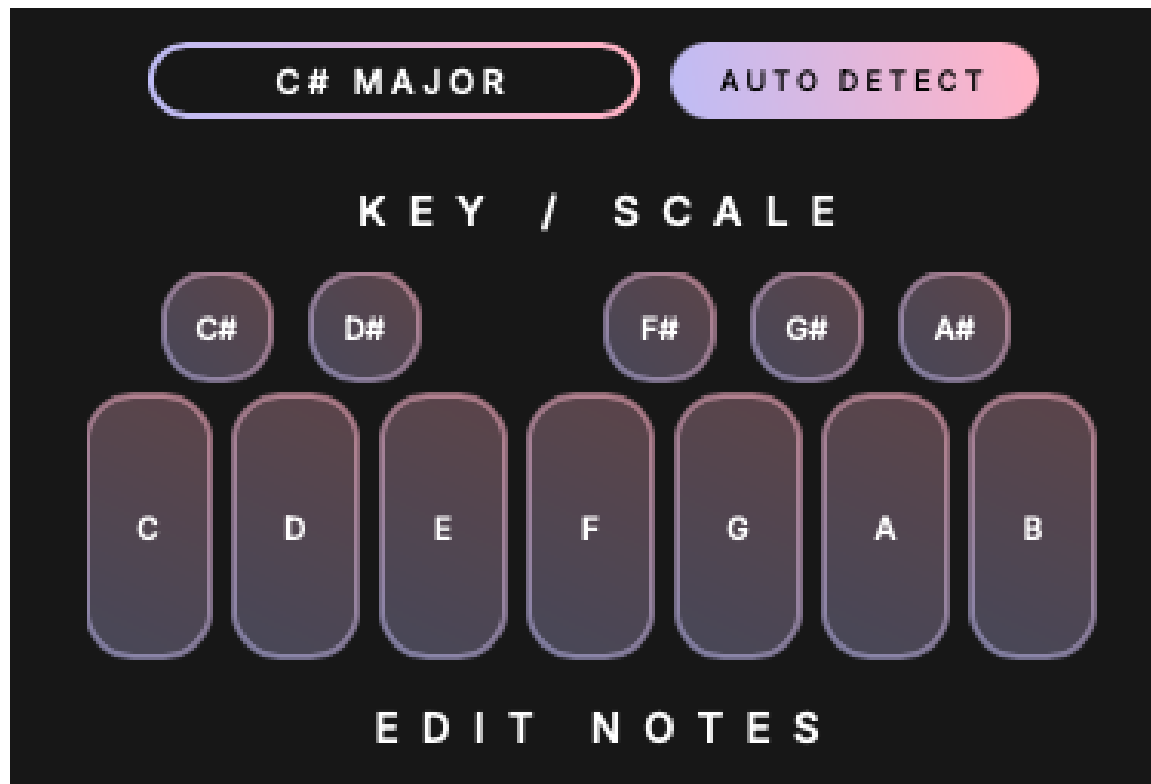 C# MAJOR AUTO DETECT
KEY / SCALE
C# D# F# G# A#
C D E F G A B
EDIT NOTES